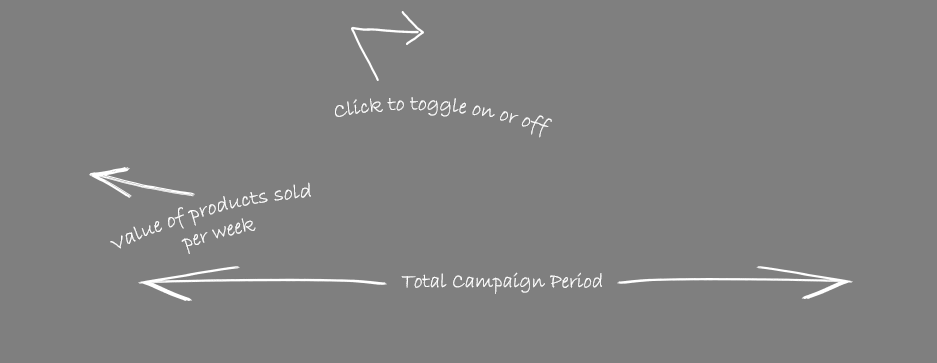 Click to toggle on or off
value of products sold
per week
Total Campaign Period